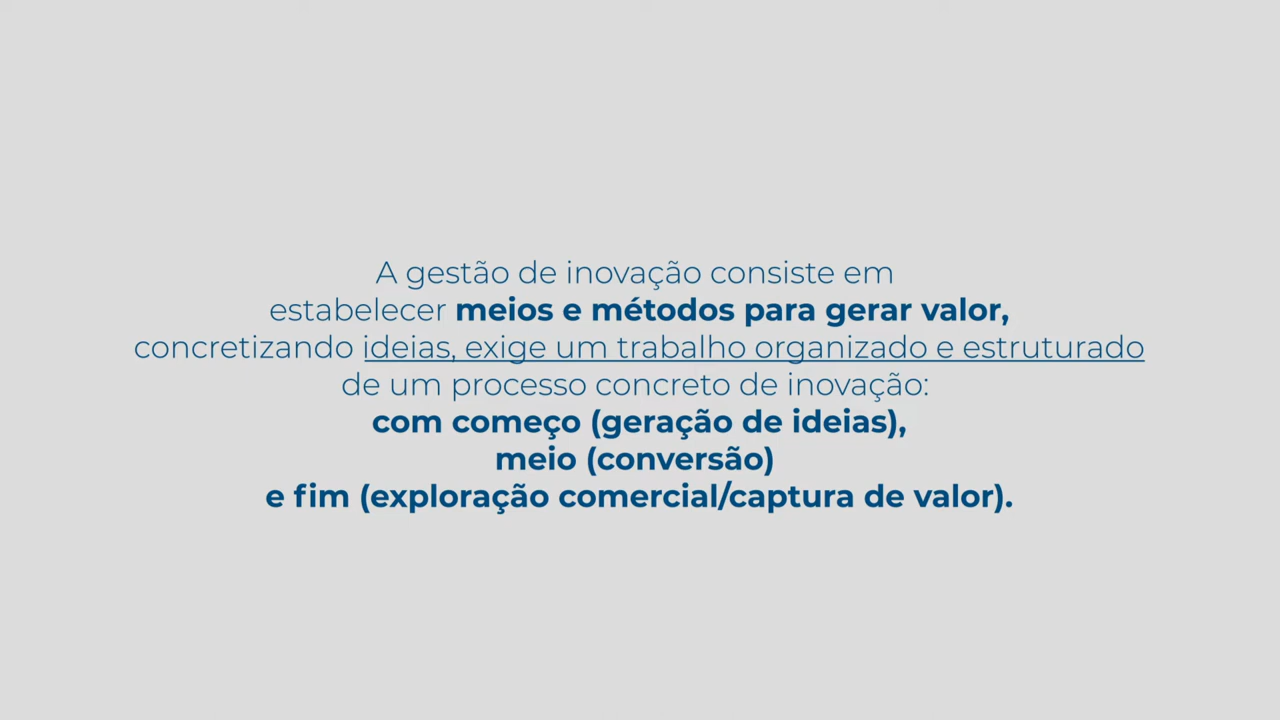 A gestão de inovação consiste em
estabelecer meios e métodos para gerar valor,
concretizando ideias, exige um trabalho organizado e estruturado
de um processo concreto de inovação:
com começo (geração de ideias),
meio (conversão)
e fim (exploração comercial/captura de valor).